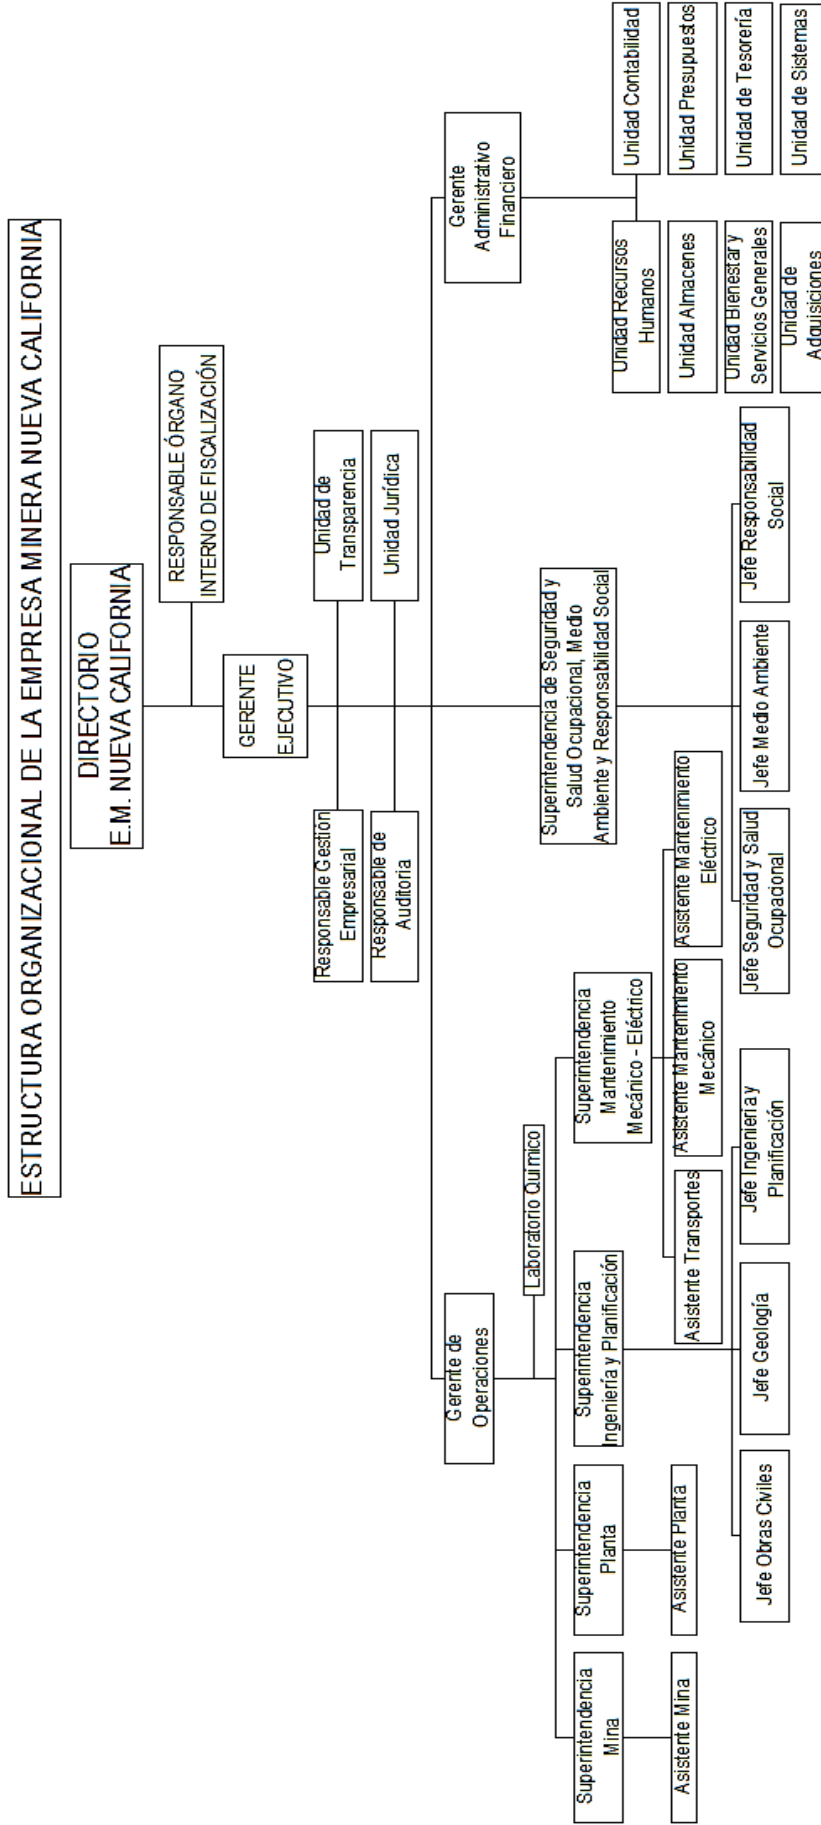 ESTRUCTURA ORGANIZACIONAL DE LA EMPRESA MINERA NUEVA CALIFORNIA
DIRECTORIO
E.M. NUEVA CALIFORNIA
RESPONSABLE ÓRGANO
INTERNO DE FISCALIZACIÓN
GERENTE
EJECUTIVO
Responsable Gestión
Empresarial
Unidad de
Transparencia
Responsable de
Auditoria
Unidad Jurídica
Gerente de
Operaciones
Gerente
Administrativo
Financiero
Laboratorio Químico
Superintendencia de Seguridad y
Salud Ocupacional, Medio
Ambiente y Responsabilidad Social
Superintendencia
Mina
Superintendencia
Planta
Superintendencia
Ingeniería y Planificación
Superintendencia
Mantenimiento
Mecánico - Eléctrico
Asistente Mina
Asistente Planta
Asistente Transportes
Asistente Mantenimiento
Mecánico
Asistente Mantenimiento
Eléctrico
Jefe Obras Civiles
Jefe Geología
Jefe Ingeniería y
Planificación
Jefe Seguridad y Salud
Ocupacional
Jefe Medio Ambiente
Jefe Responsabilidad
Social
Unidad Recursos
Humanos
Unidad Contabilidad
Unidad Almacenes
Unidad Presupuestos
Unidad Bienestar y
Servicios Generales
Unidad de Tesorería
Unidad de
Adquisiciones
Unidad de Sistemas